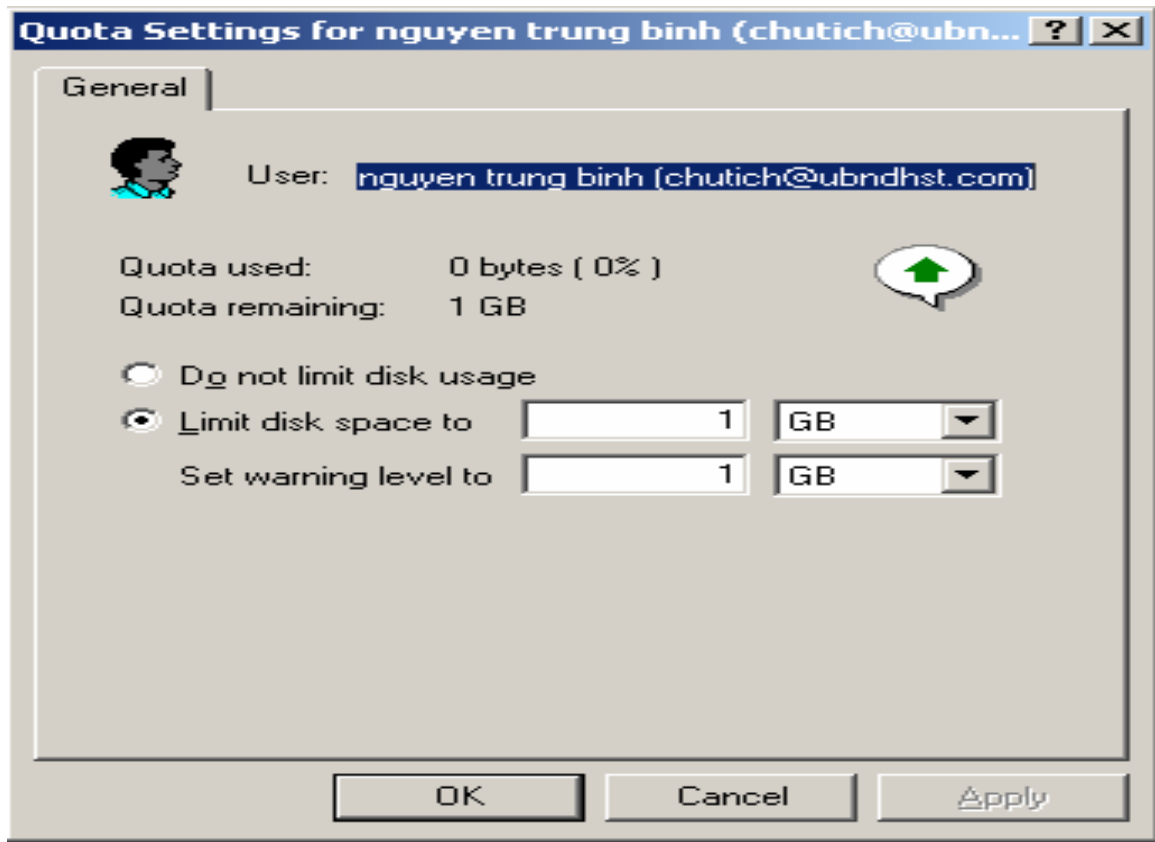 Quota Settings for nguyen trung binh (chutich@ubn...
General
User: nguyen trung binh (chutich@ubndhst.com)
Quota used: 0 bytes ( 0% )
Quota remaining: 1 GB
Do not limit disk usage
Limit disk space to 1 GB
Set warning level to 1 GB
OK Cancel Apply